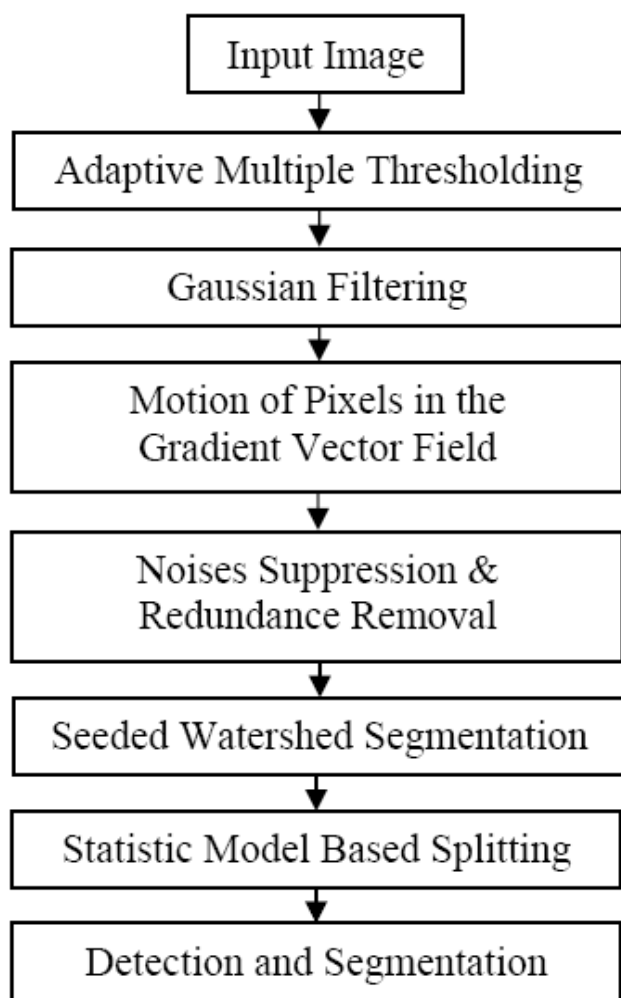 Input Image
Adaptive Multiple Thresholding
Gaussian Filtering
Motion of Pixels in the
Gradient Vector Field
Noises Suppression &
Redundance Removal
Seeded Watershed Segmentation
Statistic Model Based Splitting
Detection and Segmentation